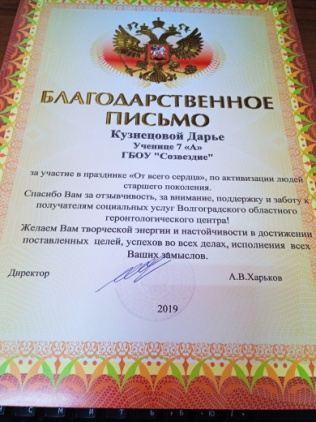 БЛАГОДАРСТВЕННОЕ
ПИСЬМО
Кузнецовой Дарье
Ученице 7 «А»
ГБОУ "Созвездие"
за участие в празднике «От всего сердца», по активизации людей
старшего поколения.
Спасибо Вам за отзывчивость, за внимание, поддержку и заботу к
получателям социальных услуг Волгоградского областного
геронтологического центра!
Желаем Вам творческой энергии и настойчивости в достижении
поставленных целей, успехов во всех делах, исполнения всех
Ваших замыслов.
Директор А.В.Харьков
2019